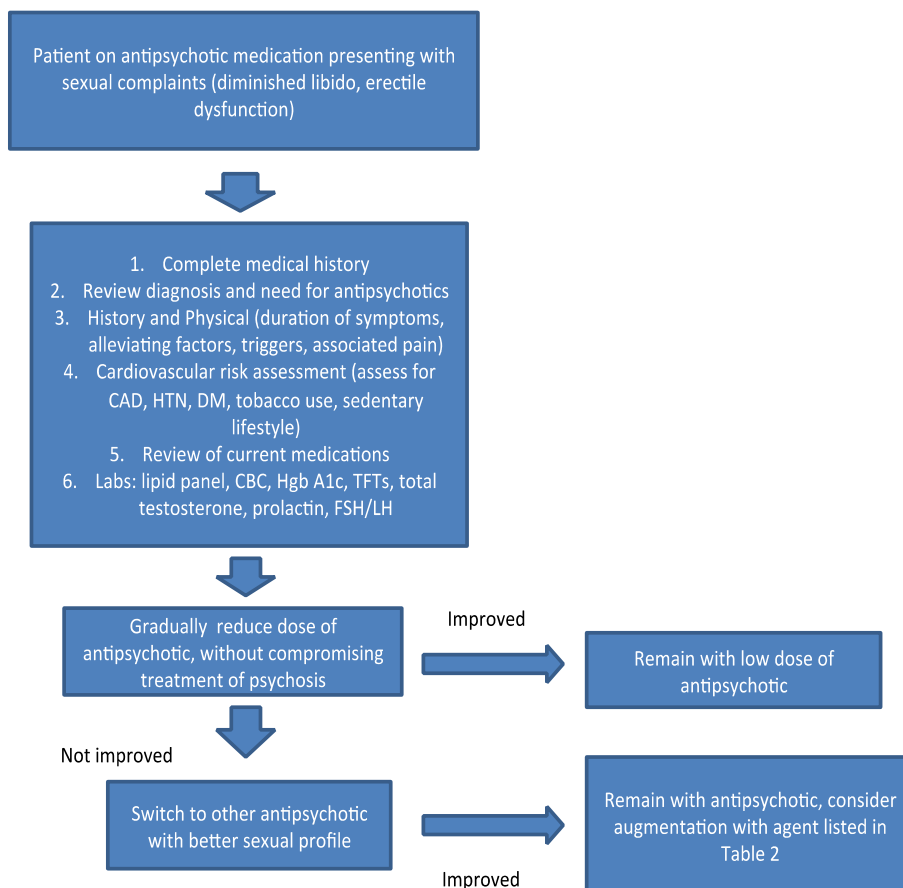 Patient on antipsychotic medication presenting with
sexual complaints (diminished libido, erectile
dysfunction)
1. Complete medical history
2. Review diagnosis and need for antipsychotics
3. History and Physical (duration of symptoms,
alleviating factors, triggers, associated pain)
4. Cardiovascular risk assessment (assess for
CAD, HTN, DM, tobacco use, sedentary
lifestyle)
5. Review of current medications
6. Labs: lipid panel, CBC, Hgb A1c, TFTs, total
testosterone, prolactin, FSH/LH
Gradually reduce dose of
antipsychotic, without compromising
treatment of psychosis
Improved
Remain with low dose of
antipsychotic
Not improved
Switch to other antipsychotic
with better sexual profile
Improved
Remain with antipsychotic, consider
augmentation with agent listed in
Table 2